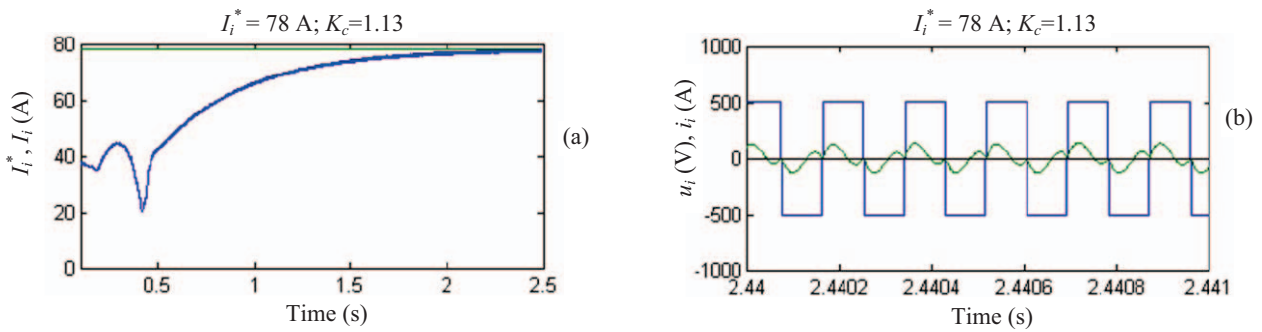 I_i^* = 78 A; K_c=1.13
80
60
40
20
0
I_i^*, I_i (A)
0.5
1
1.5
2
2.5
Time (s)
(a)
I_i^* = 78 A; K_c=1.13
1000
500
0
-500
-1000
u_i (V), i_i (A)
2.44
2.4402
2.4404
2.4406
2.4408
2.441
Time (s)
(b)